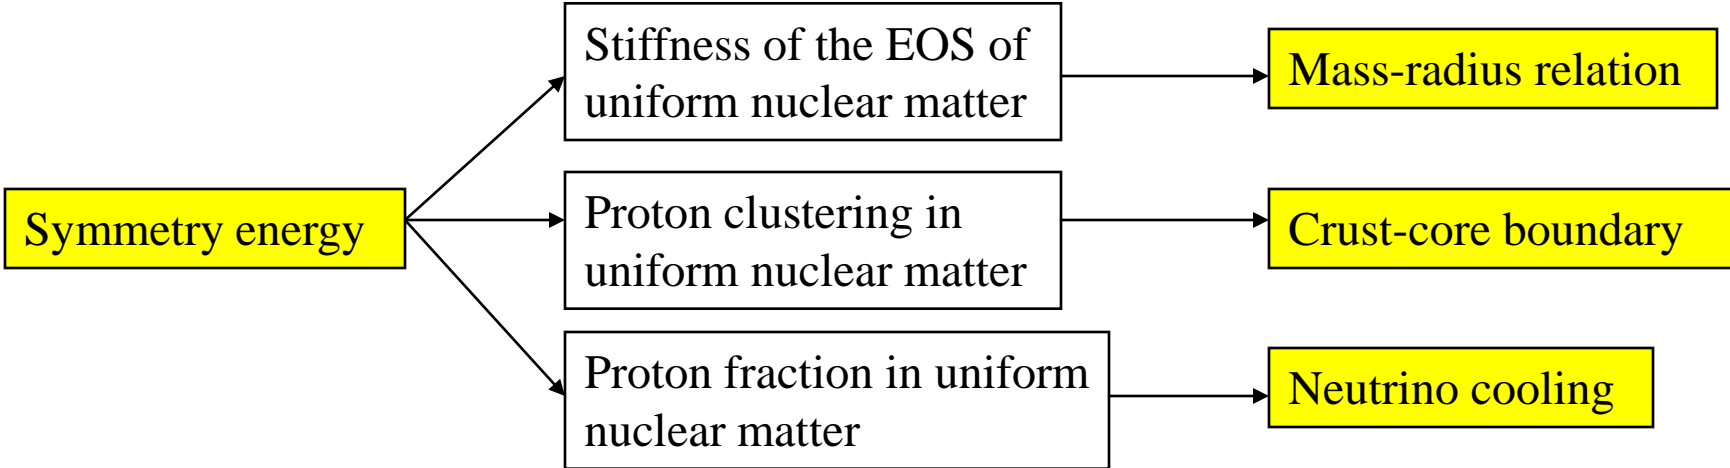 Stiffness of the EOS of
uniform nuclear matter
Mass-radius relation
Symmetry energy
Proton clustering in
uniform nuclear matter
Crust-core boundary
Proton fraction in uniform
nuclear matter
Neutrino cooling